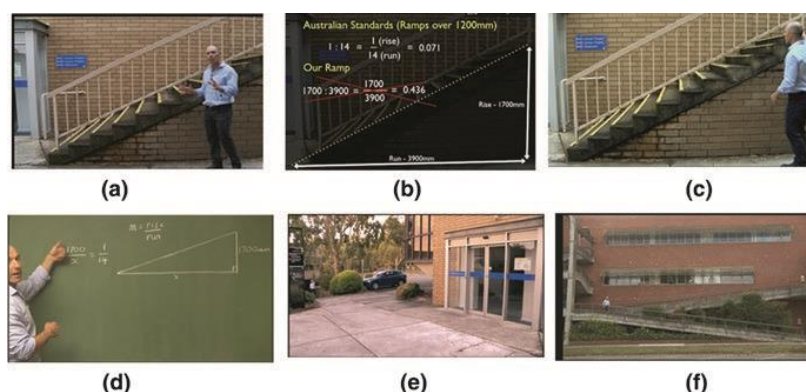 (a)
Australian Standards (Ramps over 1200mm)
1 : 14 = 1 (rise) / 14 (run) = 0.071
Our Ramp
1700 : 3900 = 1700 / 3900 = 0.436
Rise - 1700mm
Run - 3900mm
(b)
(c)
m = rise / run
1700 / x = 1 / 14
1700mm
x
(d)
(e)
(f)